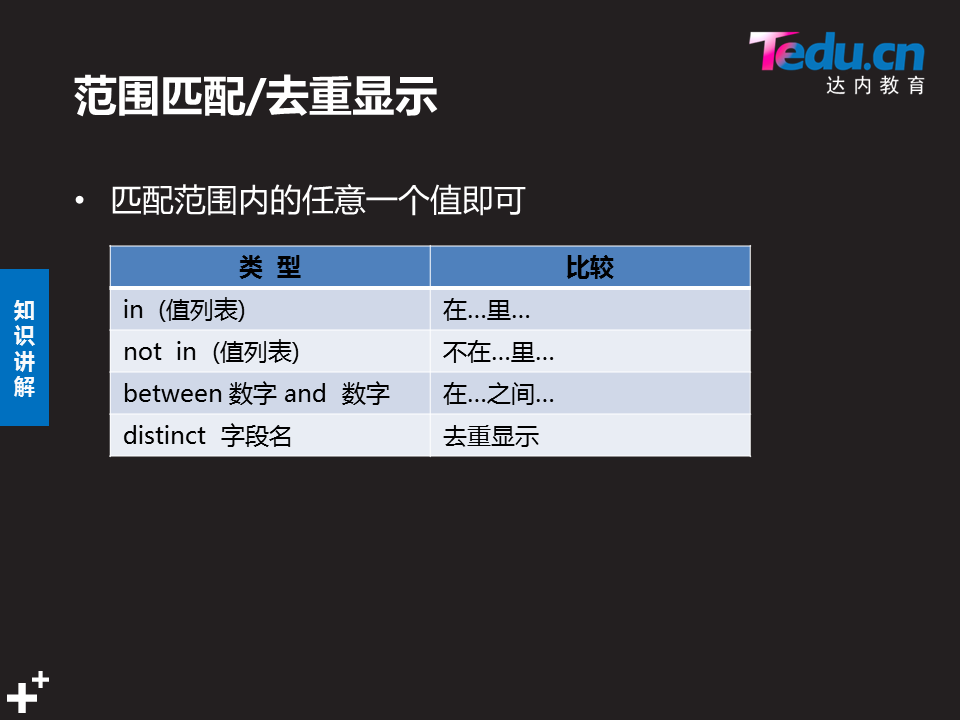 Tedu.cn
达内教育
范围匹配/去重显示
• 匹配范围内的任意一个值即可
类 型 比较
in (值列表) 在…里…
not in (值列表) 不在…里…
between 数字 and 数字 在…之间…
distinct 字段名 去重显示
知识讲解